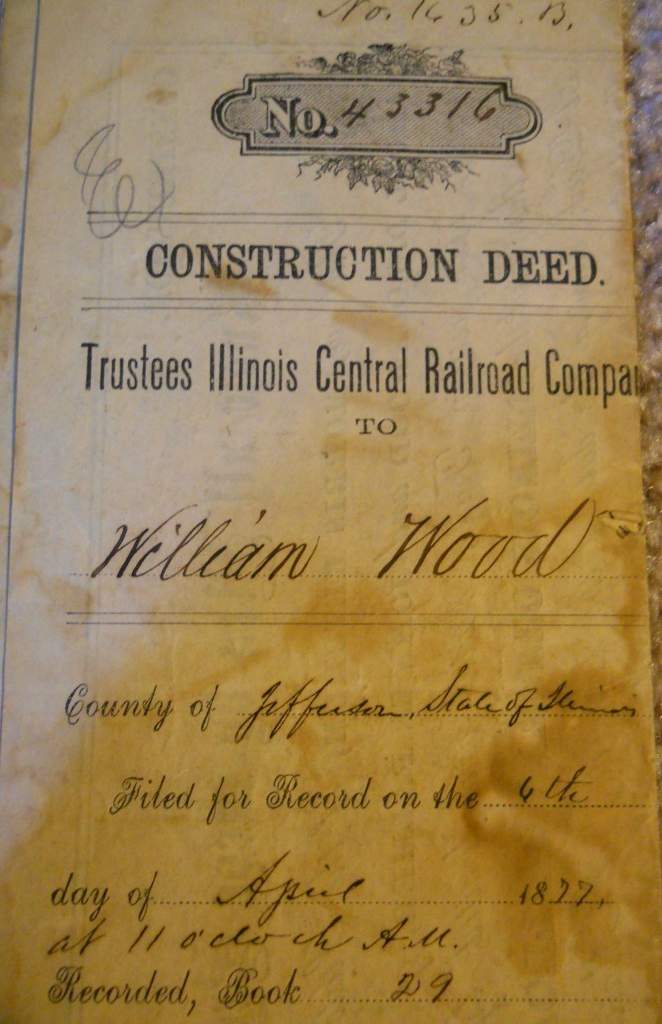 No. 1635. B.
No. 43316
CONSTRUCTION DEED.
Trustees Illinois Central Railroad Compa
TO
William Wood
County of Jefferson, State of Illinois
Filed for Record on the 6th
day of April 1877,
at 11 o'clock A.M.
Recorded, Book 29